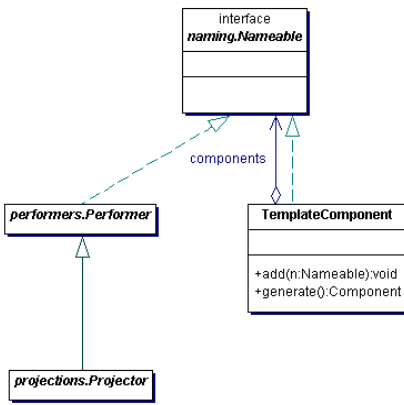 interface
naming.Nameable
components
performers.Performer
TemplateComponent
+add(n:Nameable):void
+generate():Component
projections.Projector